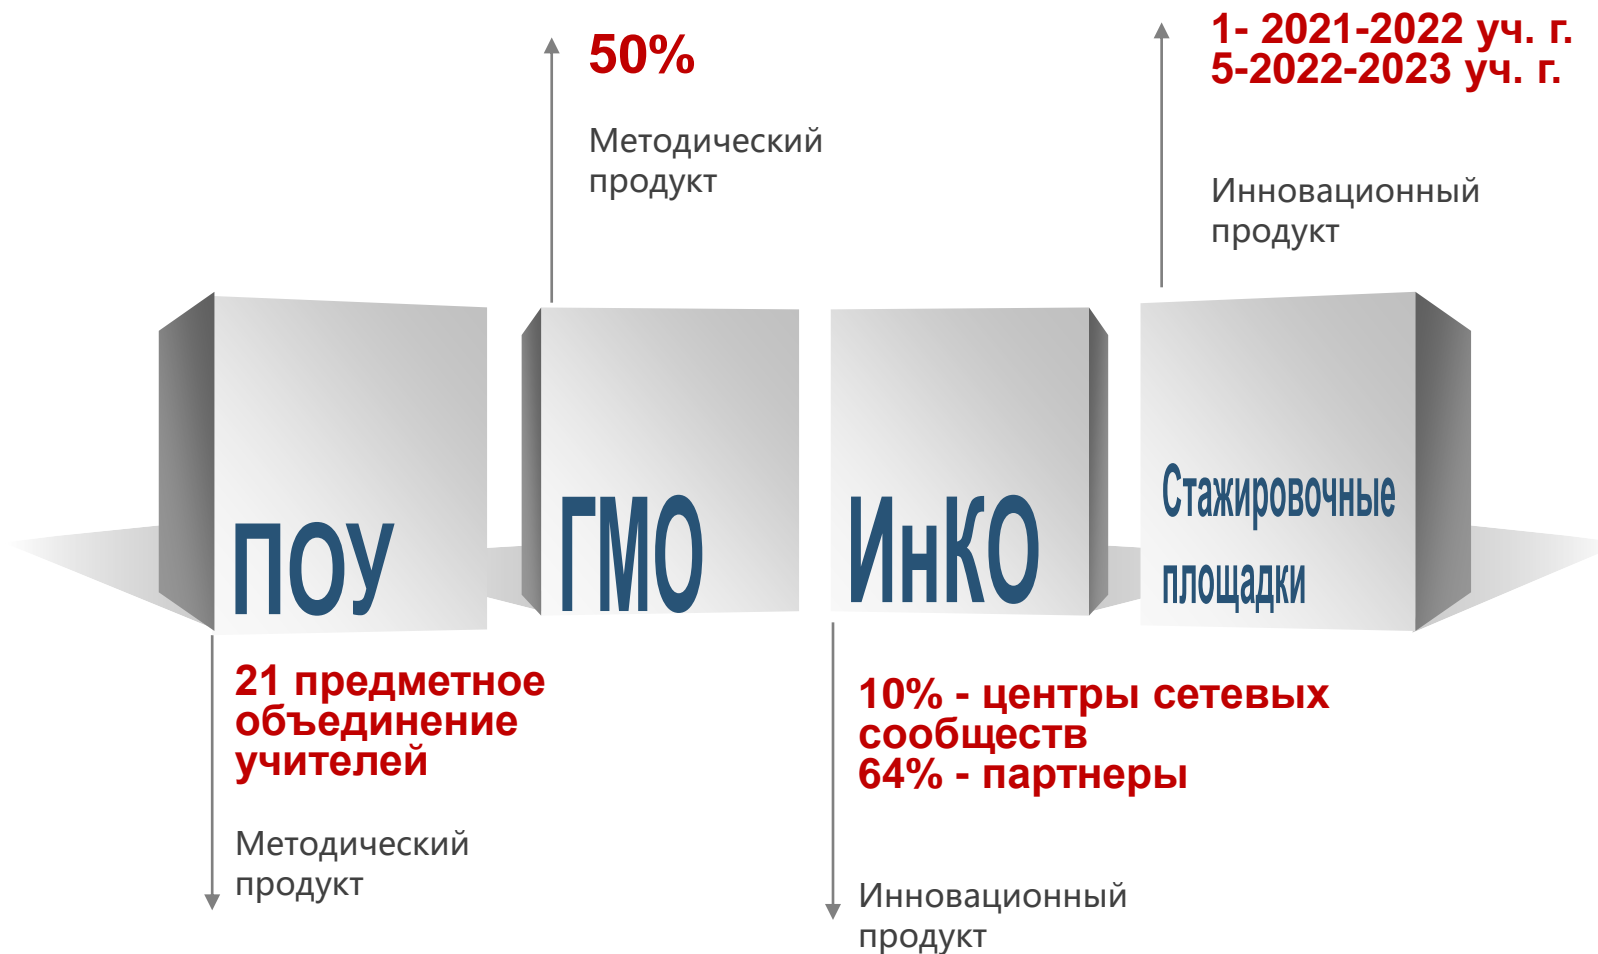 50%
Методический
продукт
1- 2021-2022 уч. г.
5-2022-2023 уч. г.
Инновационный
продукт
ПОУ
ГМО
ИнКО
Стажировочные
площадки
21 предметное
объединение
учителей
Методический
продукт
10% - центры сетевых
сообществ
64% - партнеры
Инновационный
продукт